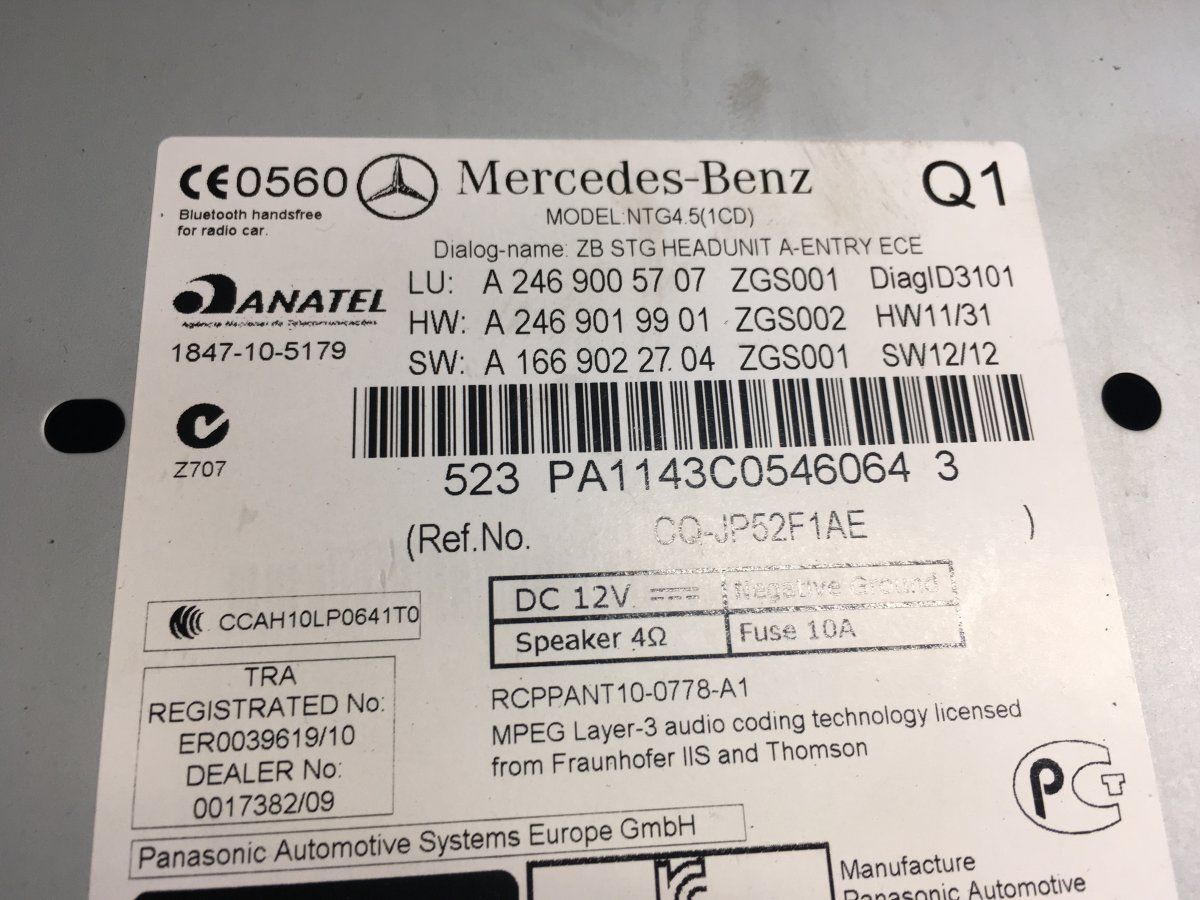 CE0560
Bluetooth handsfree
for radio car.
Mercedes-Benz
Q1
MODEL:NTG4.5(1CD)
Dialog-name: ZB STG HEADUNIT A-ENTRY ECE
ANATEL
Agência Nacional de Telecomunicações
1847-10-5179
LU: A 246 900 57 07 ZGS001 DiagID3101
HW: A 246 901 99 01 ZGS002 HW11/31
SW: A 166 902 27 04 ZGS001 SW12/12
Z707
523 PA1143C0546064 3
(Ref.No. CQ-JP52F1AE )
CCAH10LP0641T0
DC 12V Negative Ground
Speaker 4Ω Fuse 10A
TRA
REGISTRATED No:
ER0039619/10
DEALER No:
0017382/09
RCPPANT10-0778-A1
MPEG Layer-3 audio coding technology licensed
from Fraunhofer IIS and Thomson
PCT
Panasonic Automotive Systems Europe GmbH
Manufacture
Panasonic Automotive